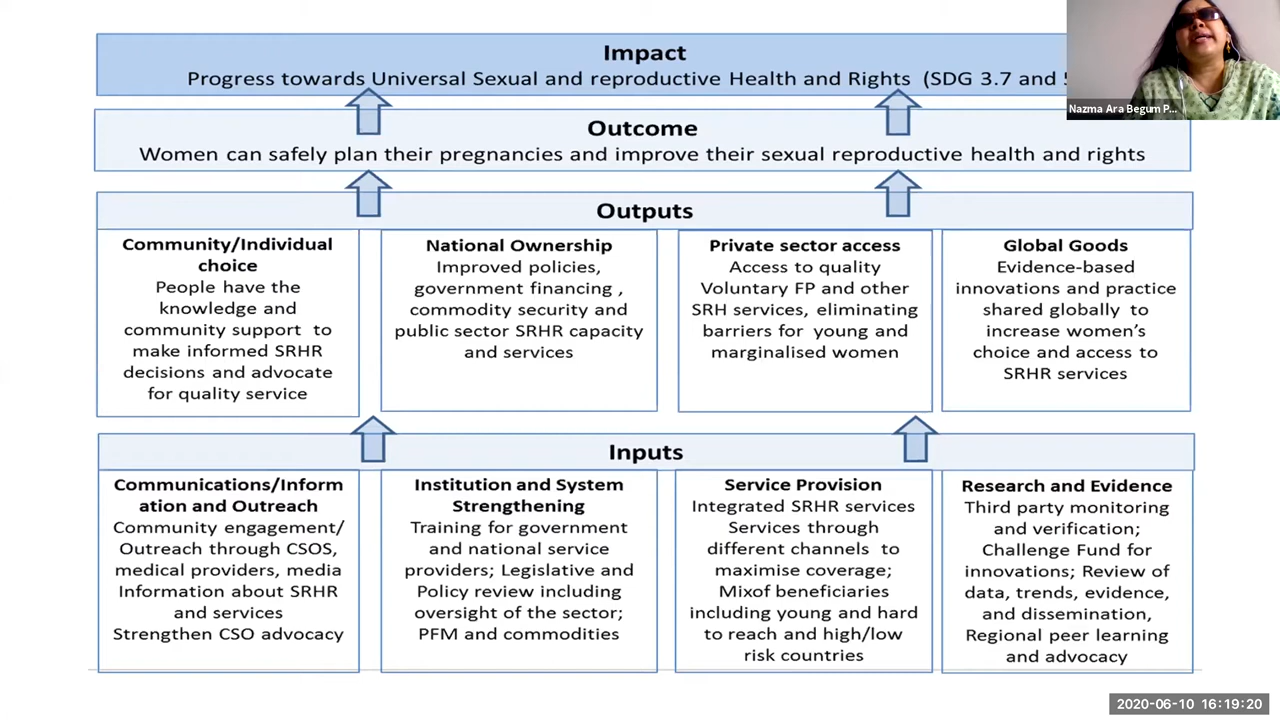 Impact
Progress towards Universal Sexual and reproductive Health and Rights (SDG 3.7 and
Nazma Ara Begum P...
Outcome
Women can safely plan their pregnancies and improve their sexual reproductive health and rights
Outputs
Community/Individual
choice
People have the
knowledge and
community support to
make informed SRHR
decisions and advocate
for quality service
National Ownership
Improved policies,
government financing ,
commodity security and
public sector SRHR capacity
and services
Private sector access
Access to quality
Voluntary FP and other
SRH services, eliminating
barriers for young and
marginalised women
Global Goods
Evidence-based
innovations and practice
shared globally to
increase women’s
choice and access to
SRHR services
Inputs
Communications/Inform
ation and Outreach
Community engagement/
Outreach through CSOS,
medical providers, media
Information about SRHR
and services
Strengthen CSO advocacy
Institution and System
Strengthening
Training for government
and national service
providers; Legislative and
Policy review including
oversight of the sector;
PFM and commodities
Service Provision
Integrated SRHR services
Services through
different channels to
maximise coverage;
Mixof beneficiaries
including young and hard
to reach and high/low
risk countries
Research and Evidence
Third party monitoring
and verification;
Challenge Fund for
innovations; Review of
data, trends, evidence,
and dissemination,
Regional peer learning
and advocacy
2020-06-10 16:19:20